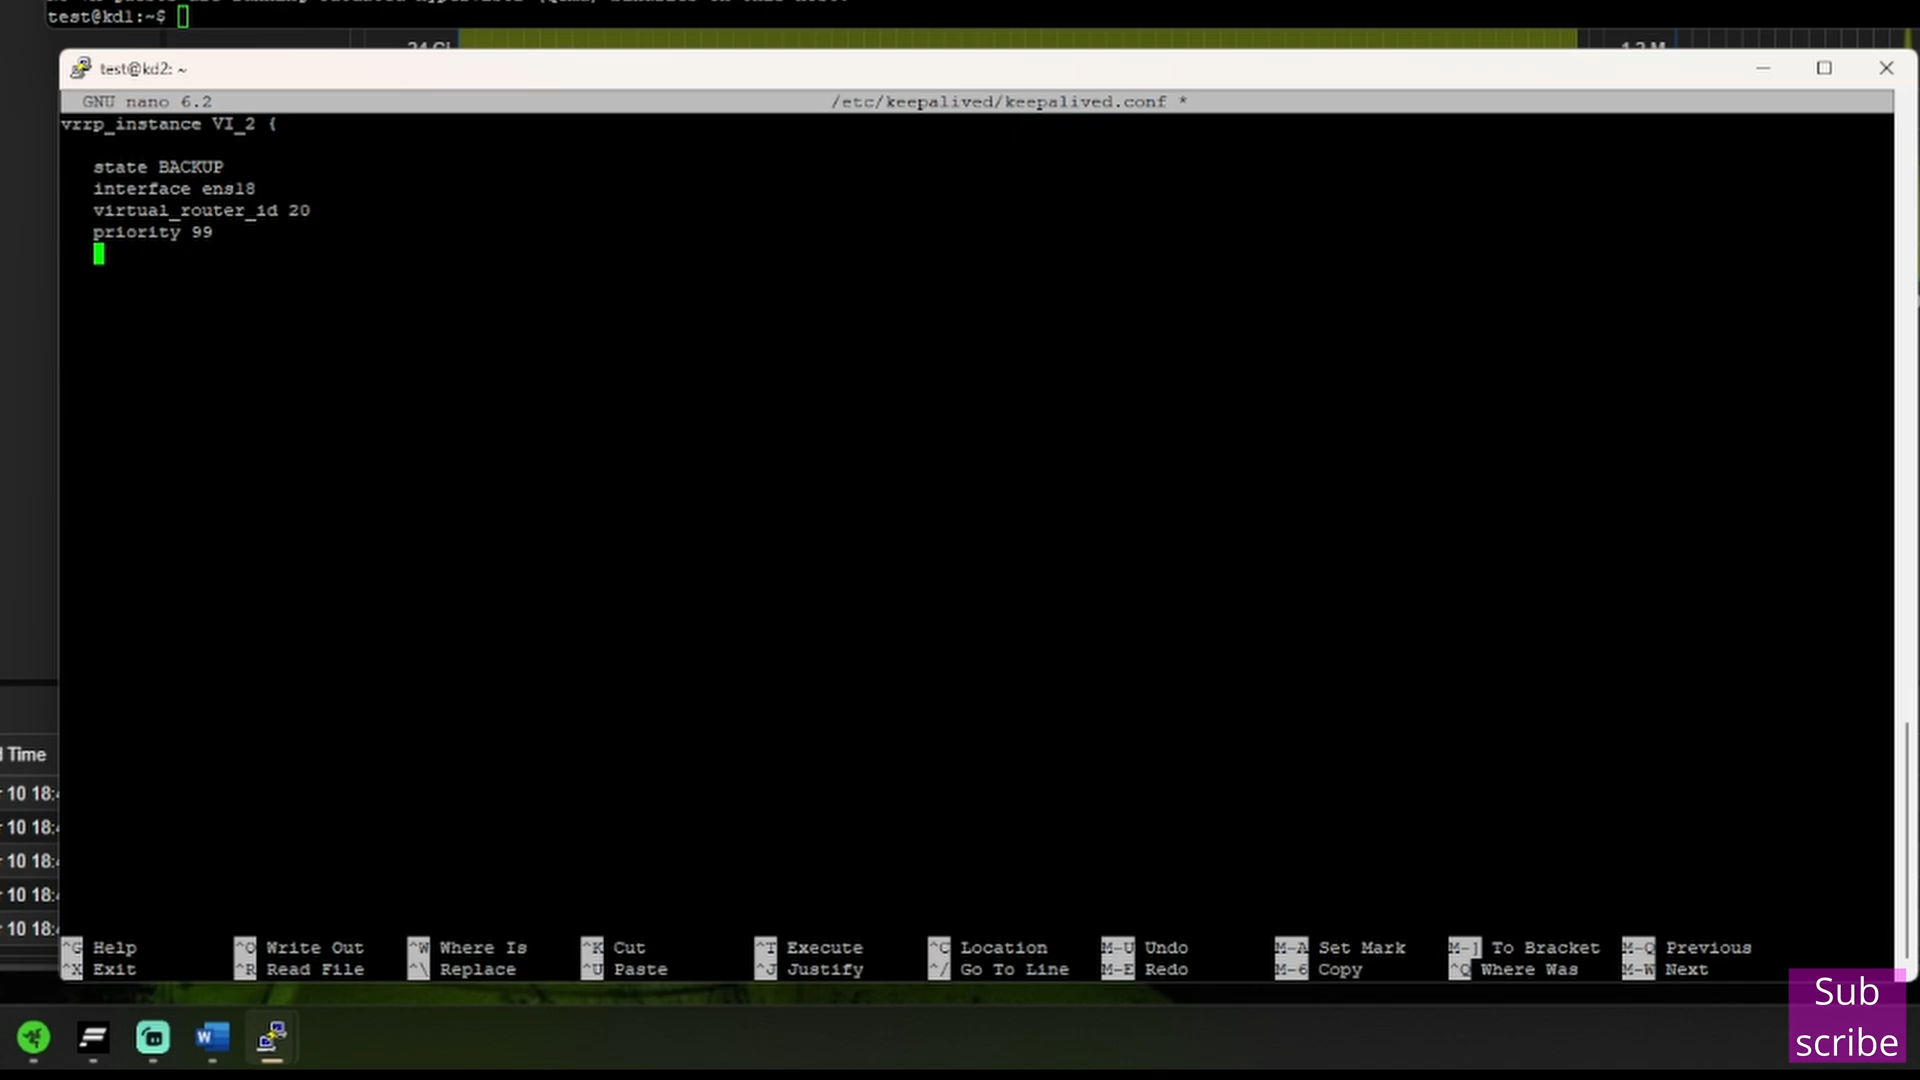 test@kd1:~$
test@kd2: ~
GNU nano 6.2 /etc/keepalived/keepalived.conf *
vrrp_instance VI_2 {
state BACKUP
interface ens18
virtual_router_id 20
priority 99
Time
10 18:
10 18:
10 18:
10 18:
10 18:
^G Help ^O Write Out ^W Where Is ^K Cut ^T Execute ^C Location M-U Undo M-A Set Mark M-] To Bracket M-Q Previous
^X Exit ^R Read File ^\ Replace ^U Paste ^J Justify ^/ Go To Line M-E Redo M-6 Copy ^Q Where Was M-W Next
Sub
scribe